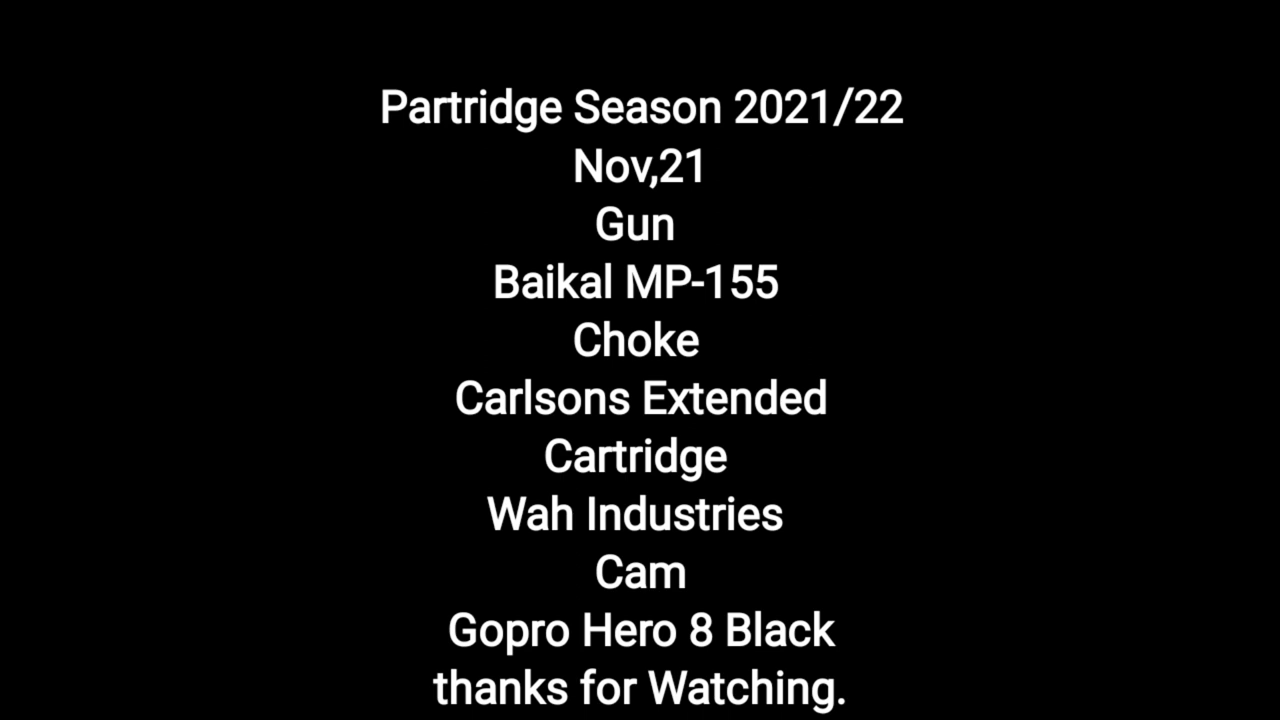 Partridge Season 2021/22
Nov,21
Gun
Baikal MP-155
Choke
Carlsons Extended
Cartridge
Wah Industries
Cam
Gopro Hero 8 Black
thanks for Watching.